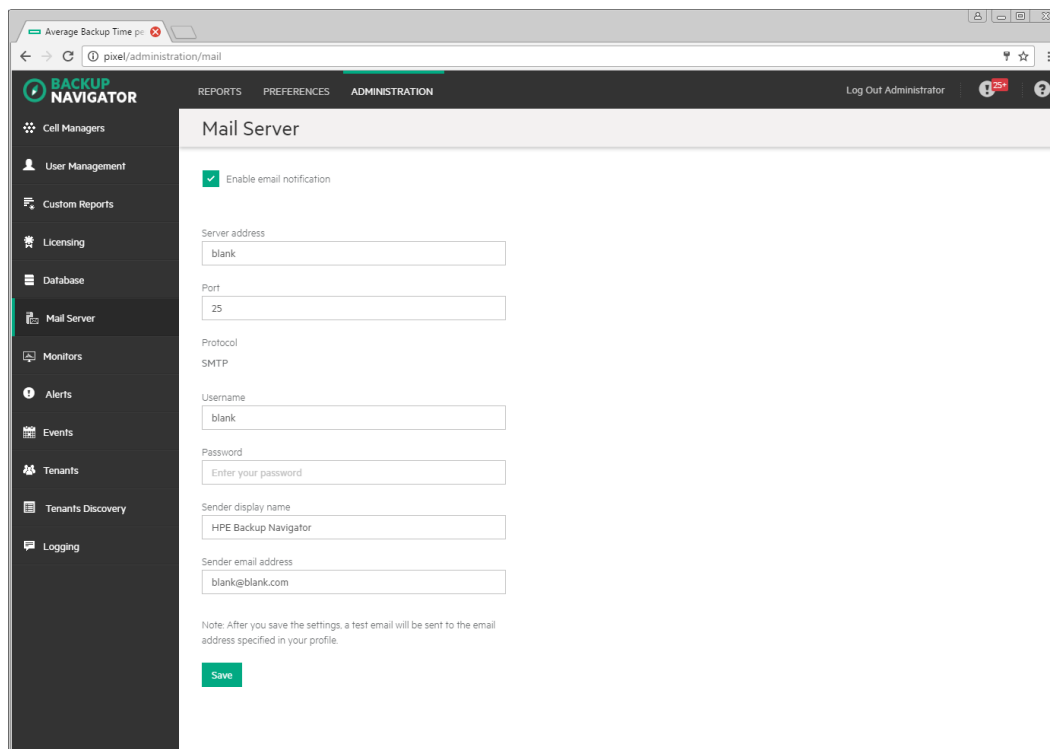 Average Backup Time pe
pixel/administration/mail
BACKUP
NAVIGATOR
REPORTS PREFERENCES ADMINISTRATION
Log Out Administrator
25+
Cell Managers
User Management
Custom Reports
Licensing
Database
Mail Server
Monitors
Alerts
Events
Tenants
Tenants Discovery
Logging
Mail Server
Enable email notification
Server address
blank
Port
25
Protocol
SMTP
Username
blank
Password
Enter your password
Sender display name
HPE Backup Navigator
Sender email address
blank@blank.com
Note: After you save the settings, a test email will be sent to the email
address specified in your profile.
Save